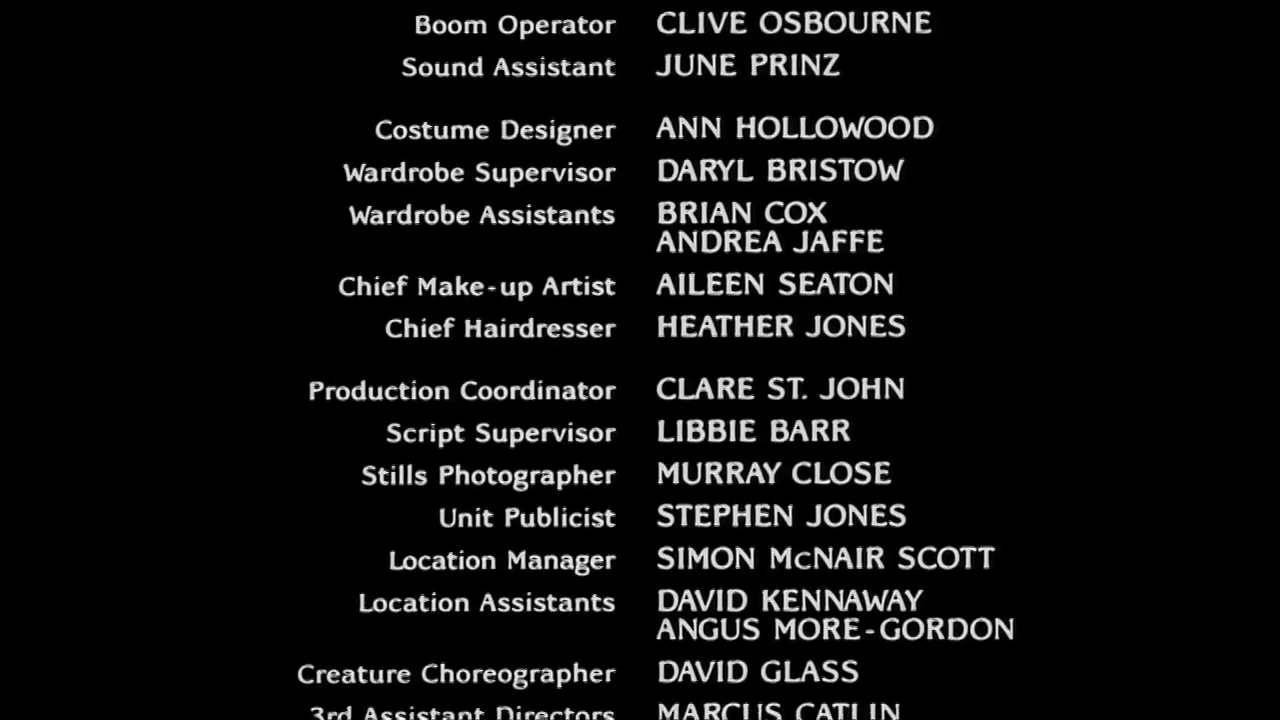 Boom Operator CLIVE OSBOURNE
Sound Assistant JUNE PRINZ
Costume Designer ANN HOLLOWOOD
Wardrobe Supervisor DARYL BRISTOW
Wardrobe Assistants BRIAN COX
ANDREA JAFFE
Chief Make-up Artist AILEEN SEATON
Chief Hairdresser HEATHER JONES
Production Coordinator CLARE ST. JOHN
Script Supervisor LIBBIE BARR
Stills Photographer MURRAY CLOSE
Unit Publicist STEPHEN JONES
Location Manager SIMON McNAIR SCOTT
Location Assistants DAVID KENNAWAY
ANGUS MORE-GORDON
Creature Choreographer DAVID GLASS
3rd Assistant Directors MARCUS CATLIN